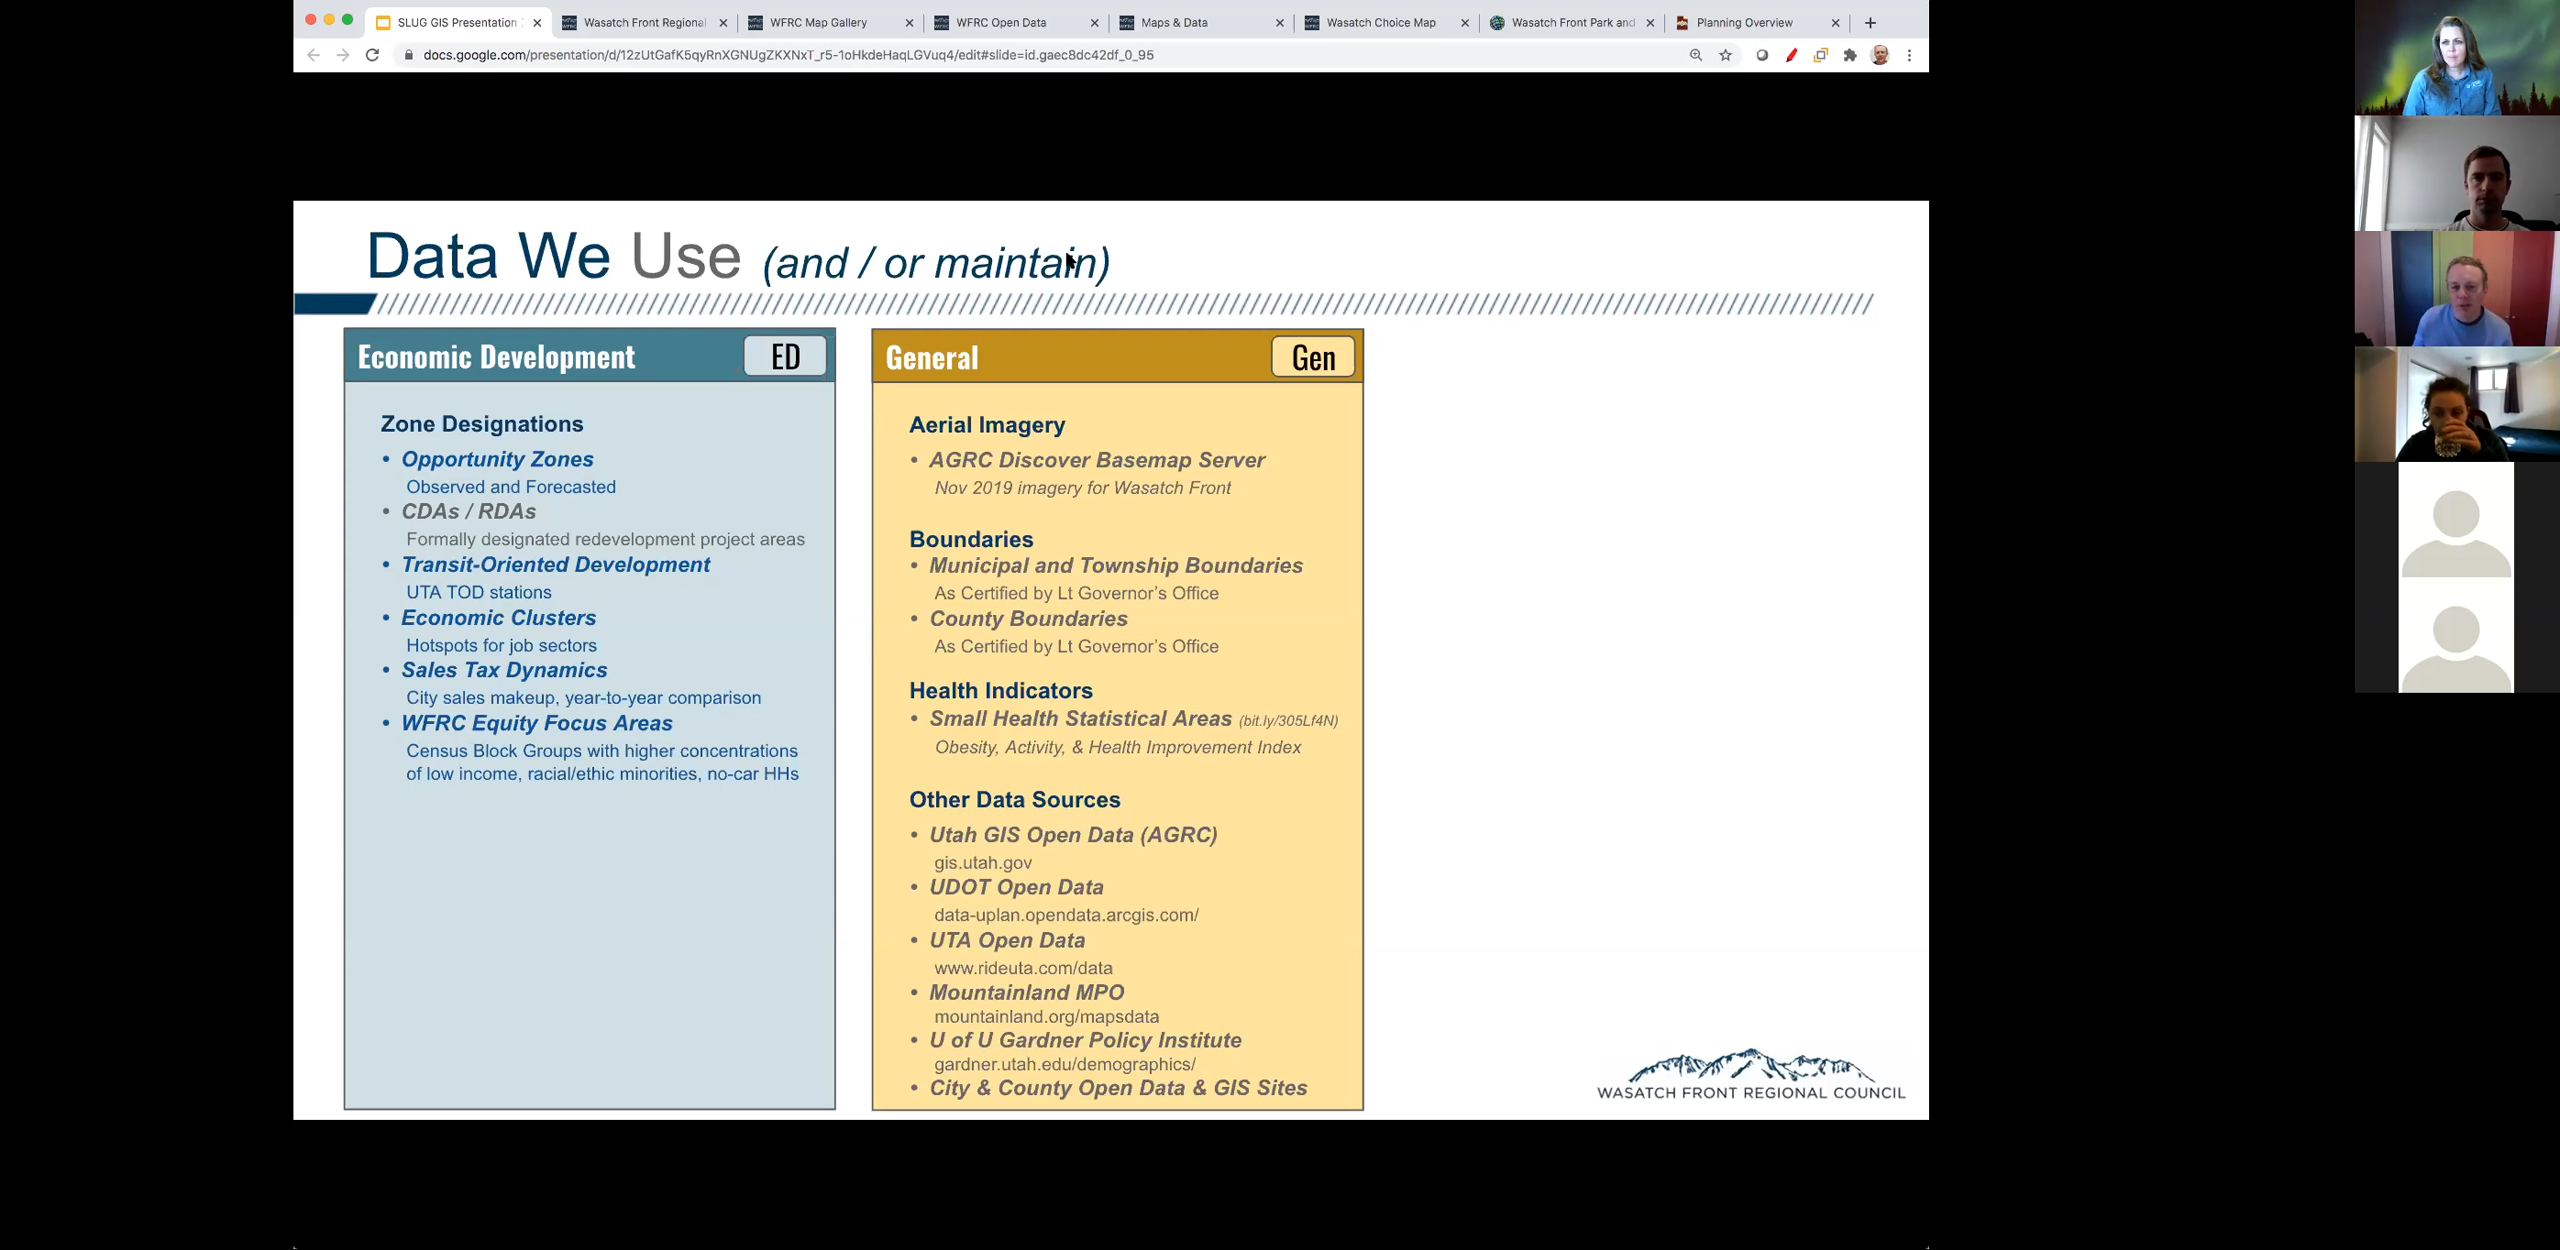 SLUG GIS Presentation
Wasatch Front Regional
WFRC Map Gallery
WFRC Open Data
Maps & Data
Wasatch Choice Map
Wasatch Front Park and
Planning Overview
docs.google.com/presentation/d/12zUtGafK5qyRnXGNUgZKXNxT_r5-1oHkdeHaqLGVuq4/edit#slide=id.gaec8dc42df_0_95
Data We Use (and / or maintain)
Economic Development ED
Zone Designations
• Opportunity Zones
Observed and Forecasted
• CDAs / RDAs
Formally designated redevelopment project areas
• Transit-Oriented Development
UTA TOD stations
• Economic Clusters
Hotspots for job sectors
• Sales Tax Dynamics
City sales makeup, year-to-year comparison
• WFRC Equity Focus Areas
Census Block Groups with higher concentrations
of low income, racial/ethic minorities, no-car HHs
General Gen
Aerial Imagery
• AGRC Discover Basemap Server
Nov 2019 imagery for Wasatch Front
Boundaries
• Municipal and Township Boundaries
As Certified by Lt Governor's Office
• County Boundaries
As Certified by Lt Governor's Office
Health Indicators
• Small Health Statistical Areas (bit.ly/305Lf4N)
Obesity, Activity, & Health Improvement Index
Other Data Sources
• Utah GIS Open Data (AGRC)
gis.utah.gov
• UDOT Open Data
data-uplan.opendata.arcgis.com/
• UTA Open Data
www.rideuta.com/data
• Mountainland MPO
mountainland.org/mapsdata
• U of U Gardner Policy Institute
gardner.utah.edu/demographics/
• City & County Open Data & GIS Sites
WASATCH FRONT REGIONAL COUNCIL